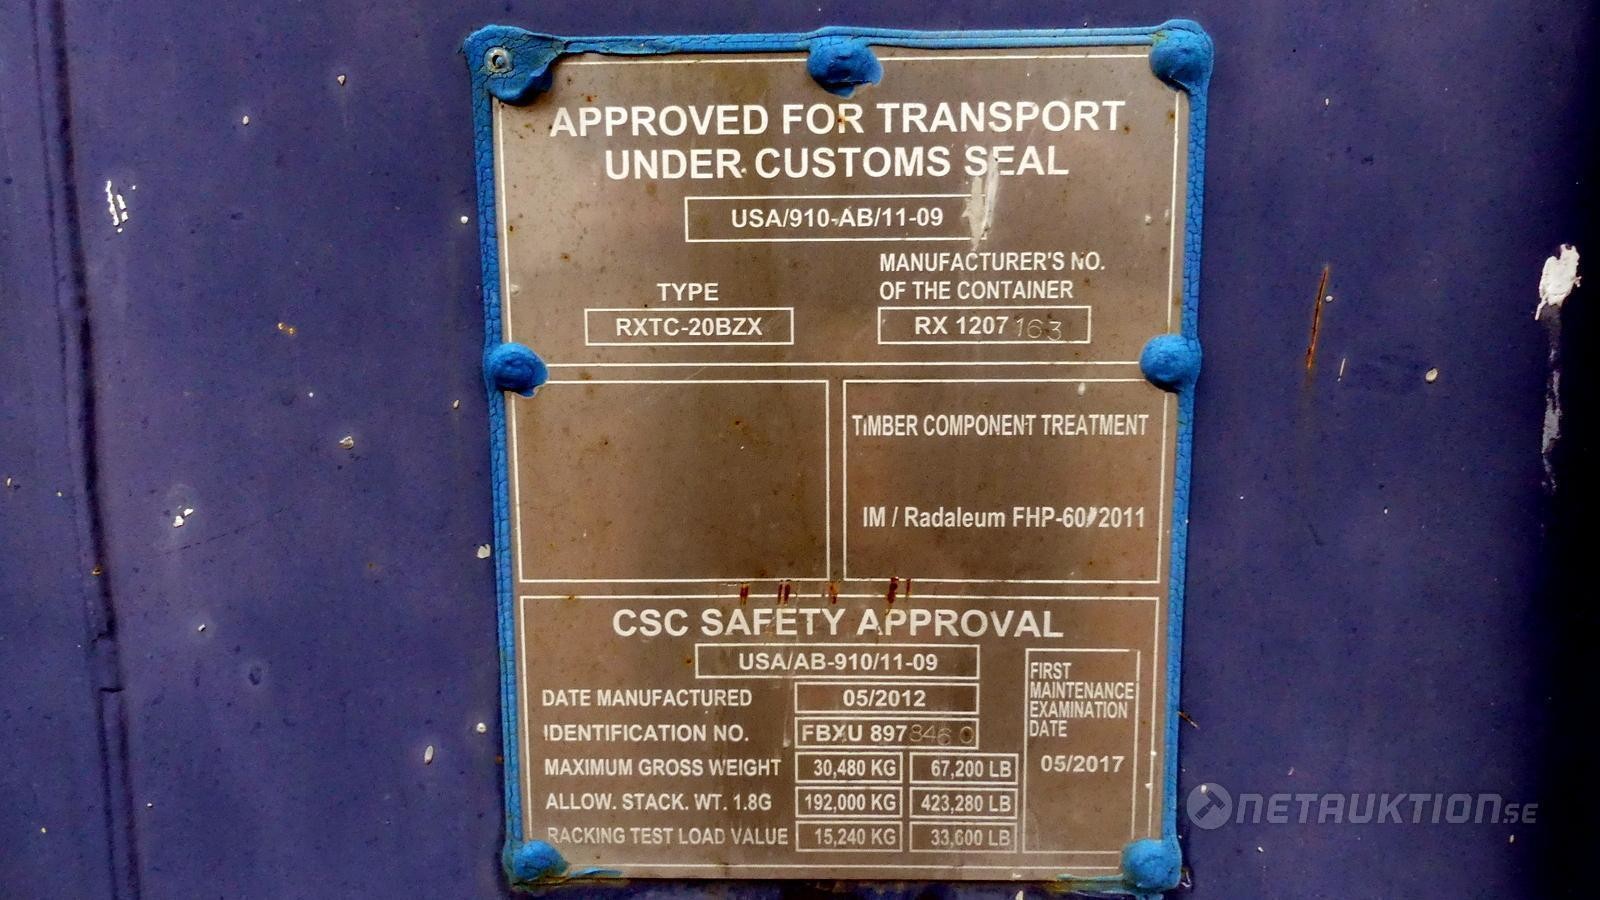 APPROVED FOR TRANSPORT
UNDER CUSTOMS SEAL
USA/910-AB/11-09
TYPE
RXTC-20BZX
MANUFACTURER'S NO.
OF THE CONTAINER
RX 1207 163
TIMBER COMPONENT TREATMENT
IM / Radaleum FHP-60/2011
CSC SAFETY APPROVAL
USA/AB-910/11-09
DATE MANUFACTURED 05/2012
IDENTIFICATION NO. FBXU 897 8460
MAXIMUM GROSS WEIGHT 30,480 KG 67,200 LB
ALLOW. STACK. WT. 1.8G 192,000 KG 423,280 LB
RACKING TEST LOAD VALUE 15,240 KG 33,600 LB
FIRST
MAINTENANCE
EXAMINATION
DATE
05/2017
NETAUKTION.SE